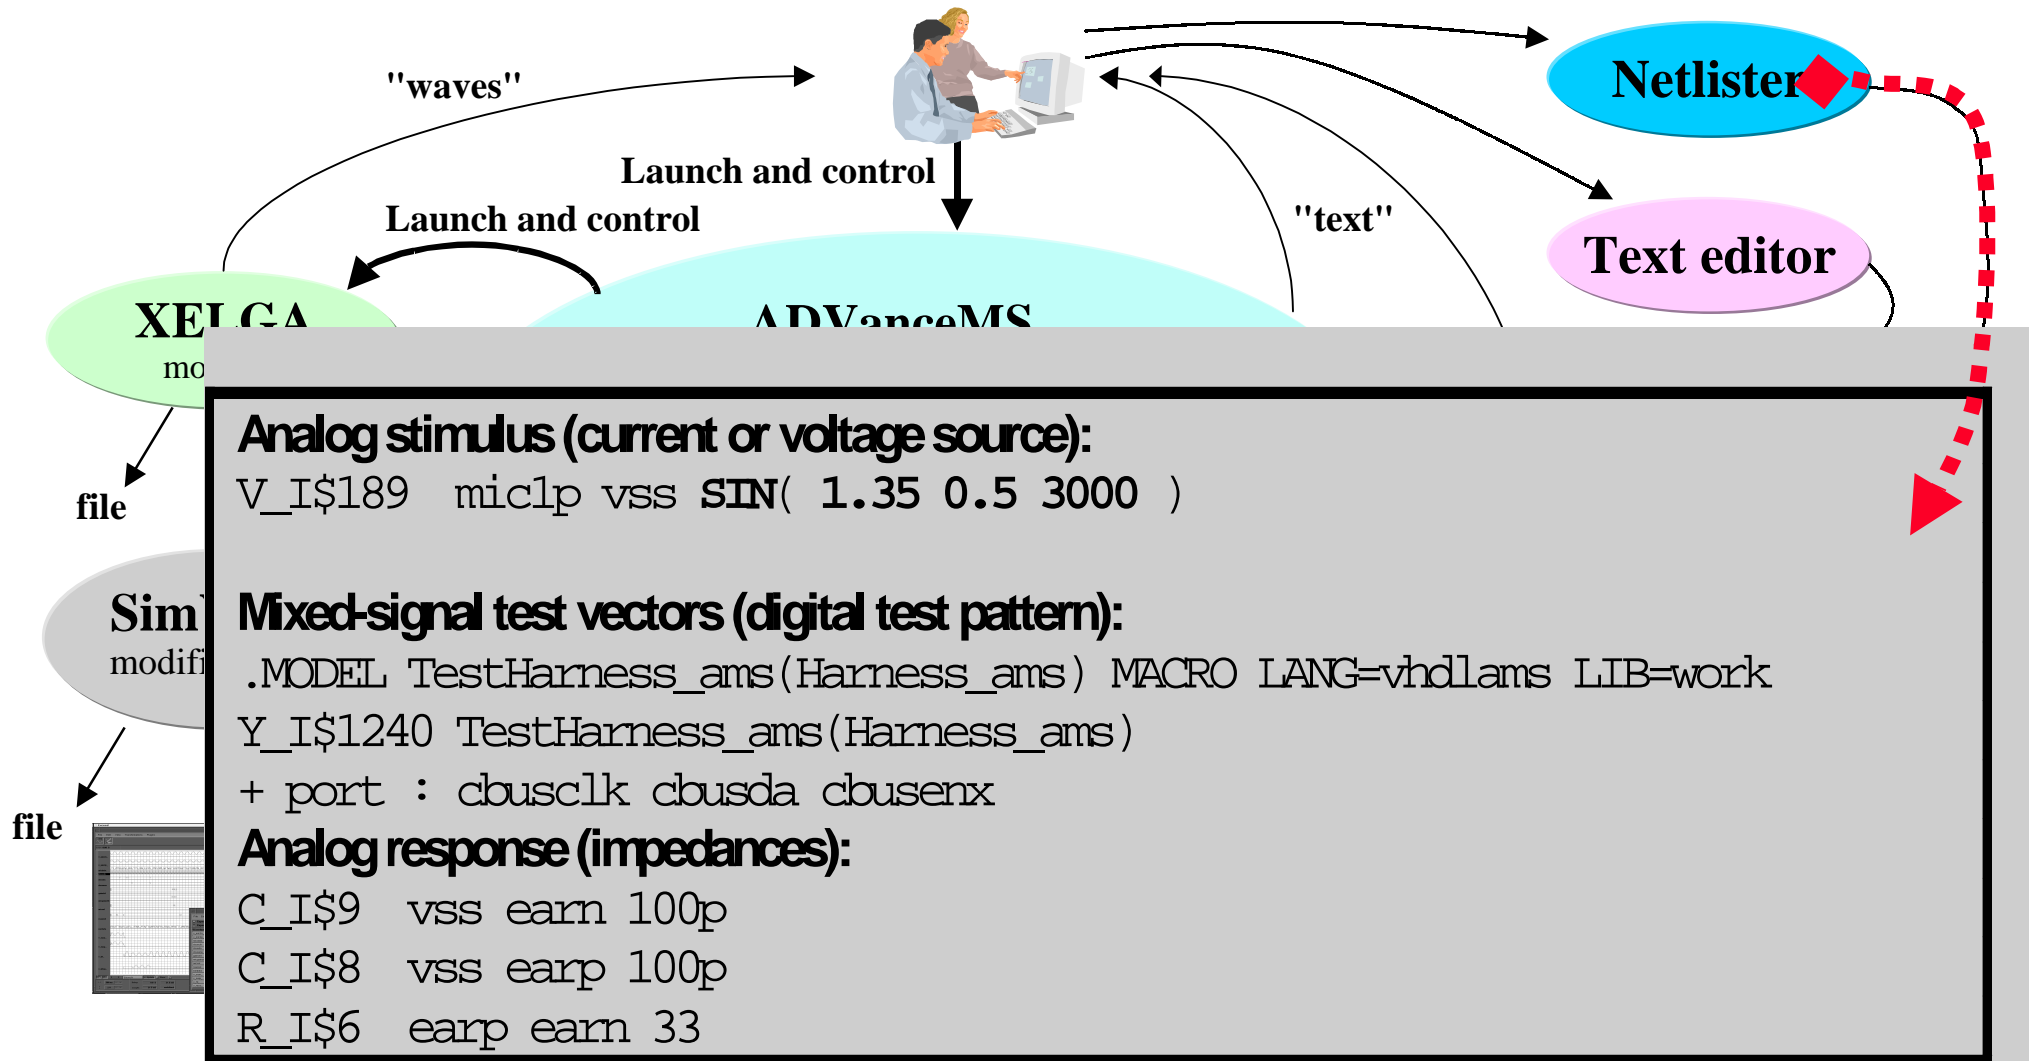 "waves"
Netlister
Launch and control
Launch and control
"text"
Text editor
XELGA
ADVanceMS
mo
file
Analog stimulus (current or voltage source):
V_I$189 mic1p vss SIN( 1.35 0.5 3000 )
Sim
modifi
Mixed-signal test vectors (digital test pattern):
.MODEL TestHarness_ams(Harness_ams) MACRO LANG=vhdlams LIB=work
Y_I$1240 TestHarness_ams(Harness_ams)
+ port : cbusclk cbusda cbusenx
file
Analog response (impedances):
C_I$9 vss earn 100p
C_I$8 vss earp 100p
R_I$6 earp earn 33